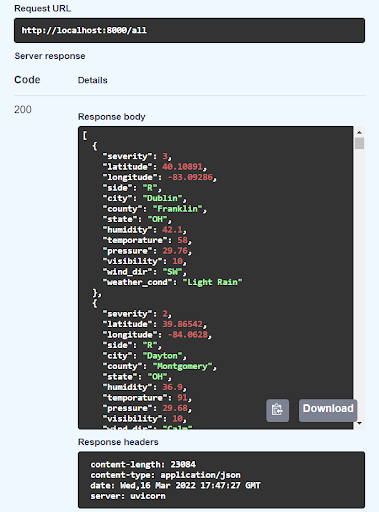 Request URL
http://localhost:8000/all
Server response
Code Details
200
Response body
[
{
"severity": 3,
"latitude": 40.10891,
"longitude": -83.09286,
"side": "R",
"city": "Dublin",
"county": "Franklin",
"state": "OH",
"humidity": 42.1,
"temporature": 58,
"pressure": 29.76,
"visibility": 10,
"wind_dir": "SW",
"weather_cond": "Light Rain"
},
{
"severity": 2,
"latitude": 39.86542,
"longitude": -84.0628,
"side": "R",
"city": "Dayton",
"county": "Montgomery",
"state": "OH",
"humidity": 36.9,
"temporature": 91,
"pressure": 29.68,
"visibility": 10,
"wind_dir": "Calm",
Download
Response headers
content-length: 23084
content-type: application/json
date: Wed,16 Mar 2022 17:47:27 GMT
server: uvicorn